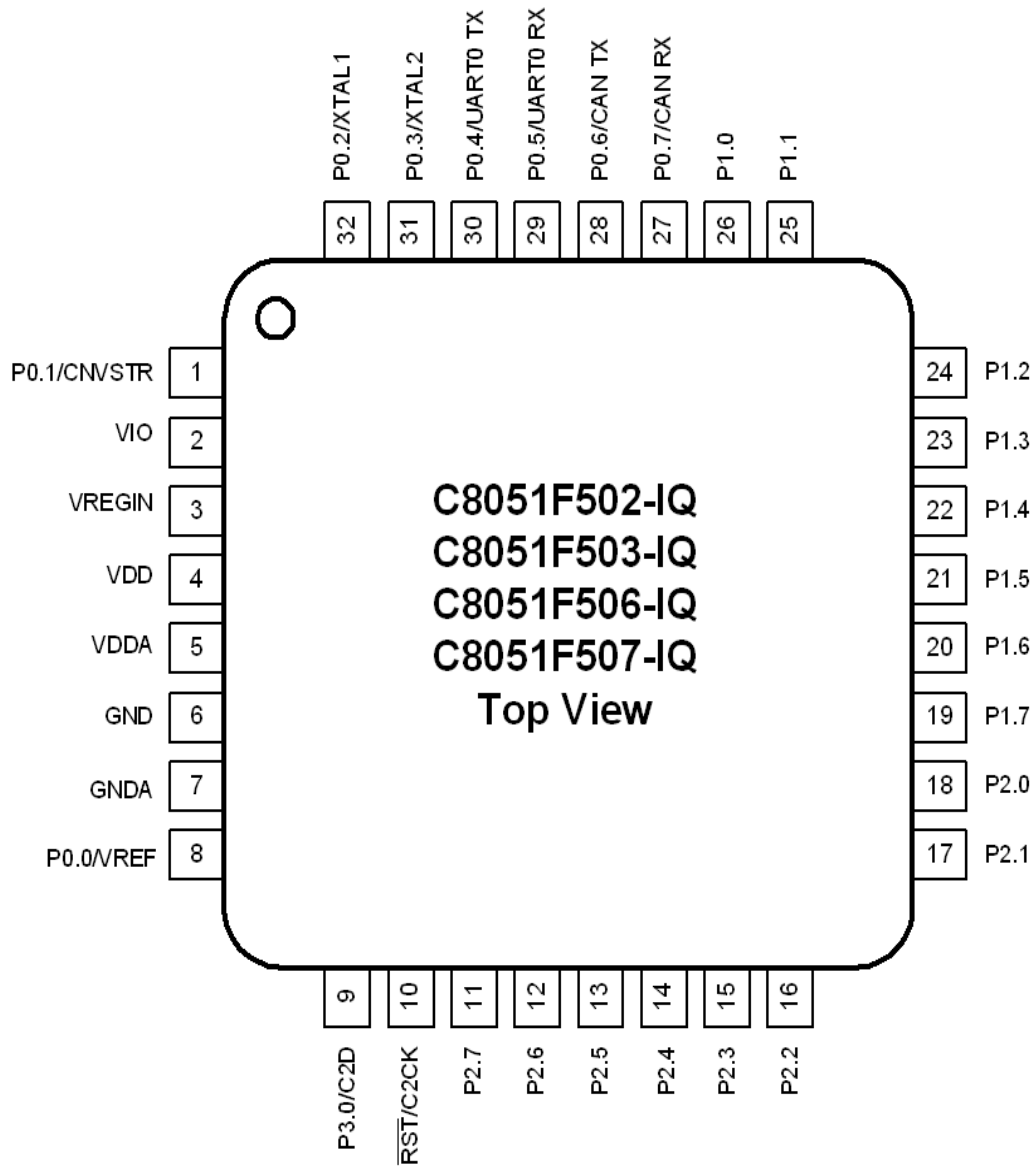 P0.2/XTAL1
P0.3/XTAL2
P0.4/UART0 TX
P0.5/UART0 RX
P0.6/CAN TX
P0.7/CAN RX
P1.0
P1.1
32
31
30
29
28
27
26
25
P0.1/CNVSTR 1
VIO 2
VREGIN 3
VDD 4
VDDA 5
GND 6
GNDA 7
P0.0/VREF 8
C8051F502-IQ
C8051F503-IQ
C8051F506-IQ
C8051F507-IQ
Top View
24 P1.2
23 P1.3
22 P1.4
21 P1.5
20 P1.6
19 P1.7
18 P2.0
17 P2.1
9
10
11
12
13
14
15
16
P3.0/C2D
RST/C2CK
P2.7
P2.6
P2.5
P2.4
P2.3
P2.2